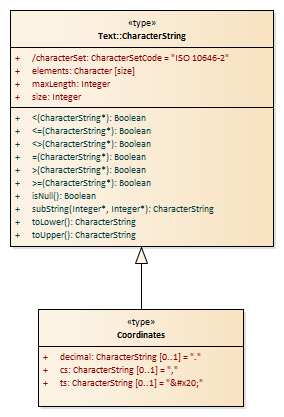 «type»
Text::CharacterString
+ /characterSet: CharacterSetCode = "ISO 10646-2"
+ elements: Character [size]
+ maxLength: Integer
+ size: Integer
+ <(CharacterString*): Boolean
+ <=(CharacterString*): Boolean
+ <>(CharacterString*): Boolean
+ =(CharacterString*): Boolean
+ >(CharacterString*): Boolean
+ >=(CharacterString*): Boolean
+ isNull(): Boolean
+ subString(Integer*, Integer*): CharacterString
+ toLower(): CharacterString
+ toUpper(): CharacterString
«type»
Coordinates
+ decimal: CharacterString [0..1] = "."
+ cs: CharacterString [0..1] = ","
+ ts: CharacterString [0..1] = "&#x20;"